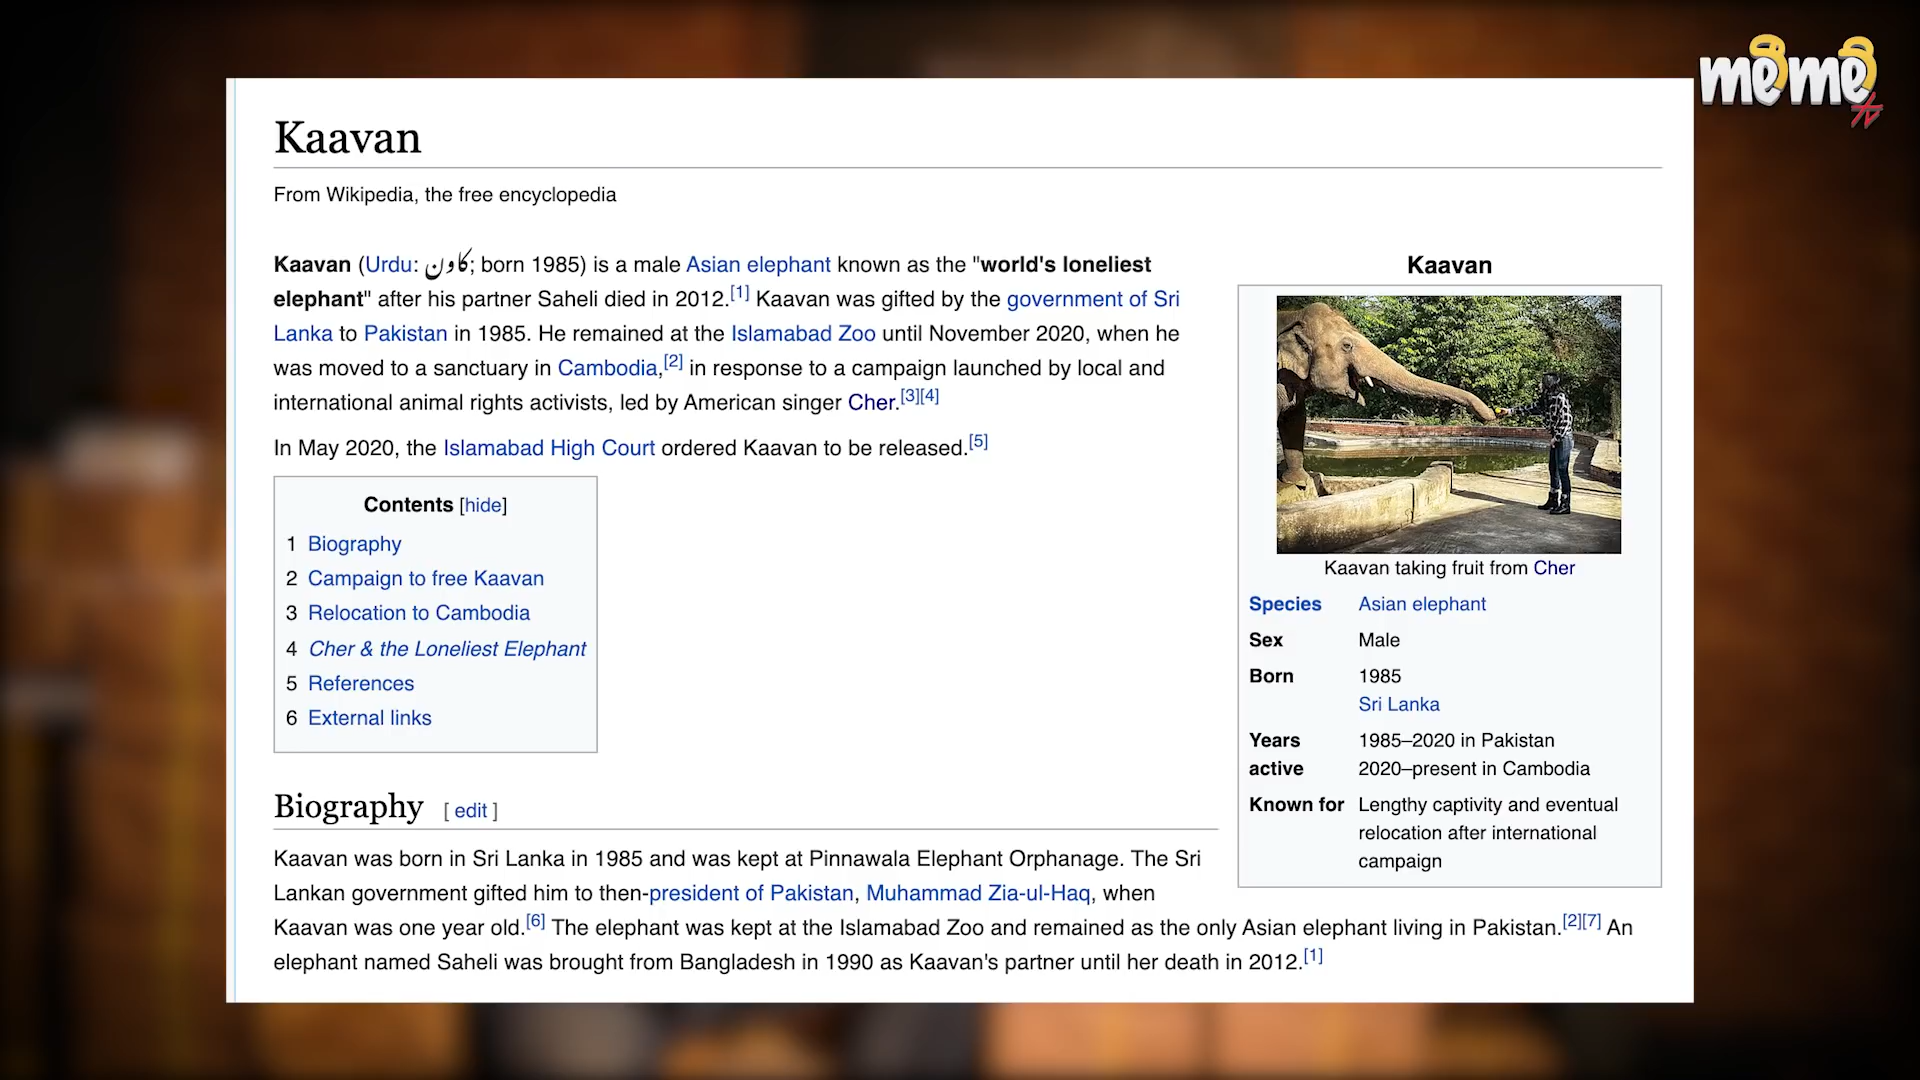 මීමී
tv
Kaavan
From Wikipedia, the free encyclopedia
Kaavan (Urdu: کاون; born 1985) is a male Asian elephant known as the "world's loneliest
elephant" after his partner Saheli died in 2012.[1] Kaavan was gifted by the government of Sri
Lanka to Pakistan in 1985. He remained at the Islamabad Zoo until November 2020, when he
was moved to a sanctuary in Cambodia,[2] in response to a campaign launched by local and
international animal rights activists, led by American singer Cher.[3][4]
In May 2020, the Islamabad High Court ordered Kaavan to be released.[5]
Contents [hide]
1 Biography
2 Campaign to free Kaavan
3 Relocation to Cambodia
4 Cher & the Loneliest Elephant
5 References
6 External links
Kaavan
Kaavan taking fruit from Cher
Species Asian elephant
Sex Male
Born 1985
Sri Lanka
Years 1985–2020 in Pakistan
active 2020–present in Cambodia
Known for Lengthy captivity and eventual
relocation after international
campaign
Biography [ edit ]
Kaavan was born in Sri Lanka in 1985 and was kept at Pinnawala Elephant Orphanage. The Sri
Lankan government gifted him to then-president of Pakistan, Muhammad Zia-ul-Haq, when
Kaavan was one year old.[6] The elephant was kept at the Islamabad Zoo and remained as the only Asian elephant living in Pakistan.[2][7] An
elephant named Saheli was brought from Bangladesh in 1990 as Kaavan's partner until her death in 2012.[1]